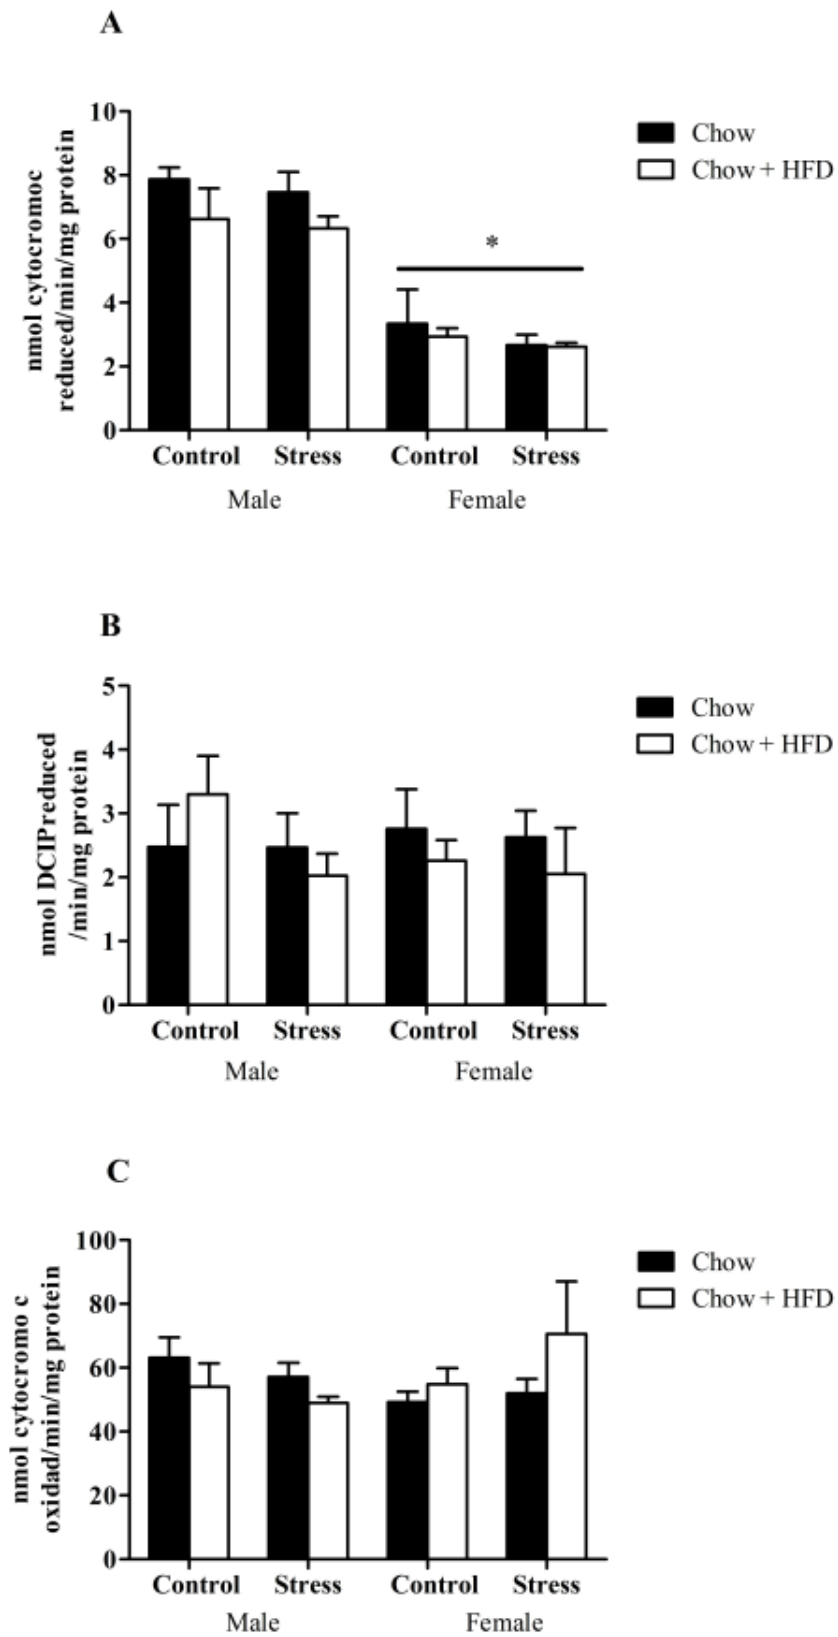 A
nmol cytocromoc
reduced/min/mg protein
10
8
6
4
2
0
*
Chow
Chow + HFD
Control Stress Control Stress
Male Female
B
nmol DCIPreduced
/min/mg protein
5
4
3
2
1
0
Chow
Chow + HFD
Control Stress Control Stress
Male Female
C
nmol cytocromo c
oxidad/min/mg protein
100
80
60
40
20
0
Chow
Chow + HFD
Control Stress Control Stress
Male Female